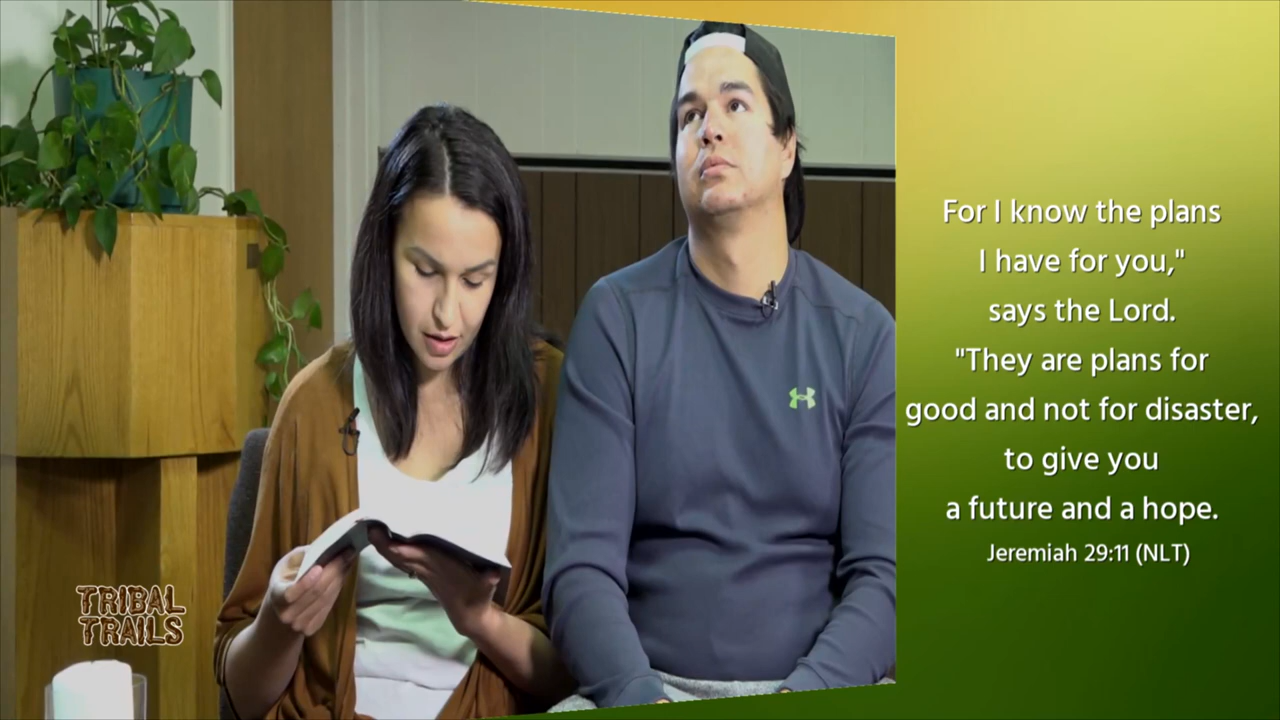 For I know the plans
I have for you,"
says the Lord.
"They are plans for
good and not for disaster,
to give you
a future and a hope.
Jeremiah 29:11 (NLT)
TRIBAL
TRAILS